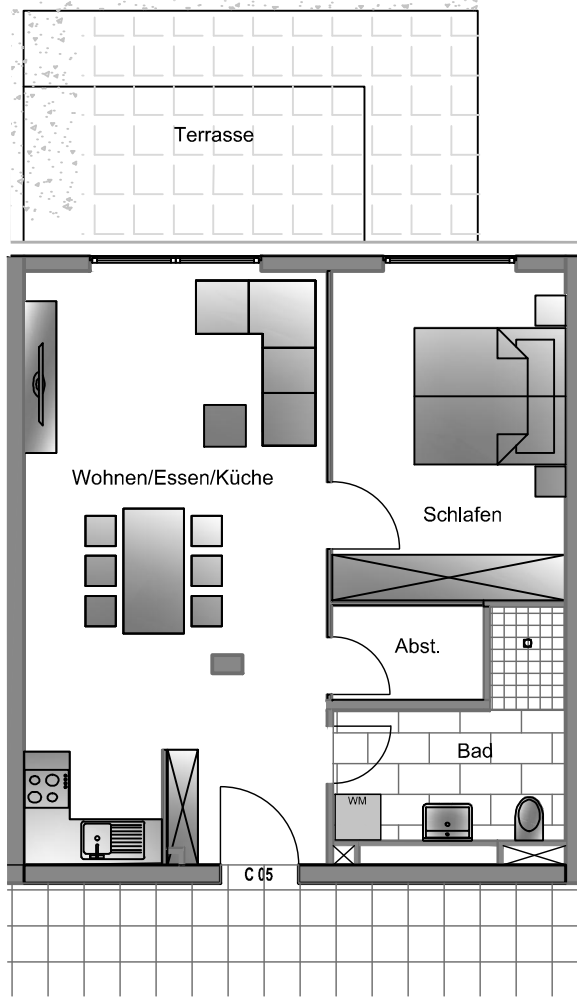 Terrasse
Wohnen/Essen/Küche
Schlafen
Abst.
Bad
WM
C 05